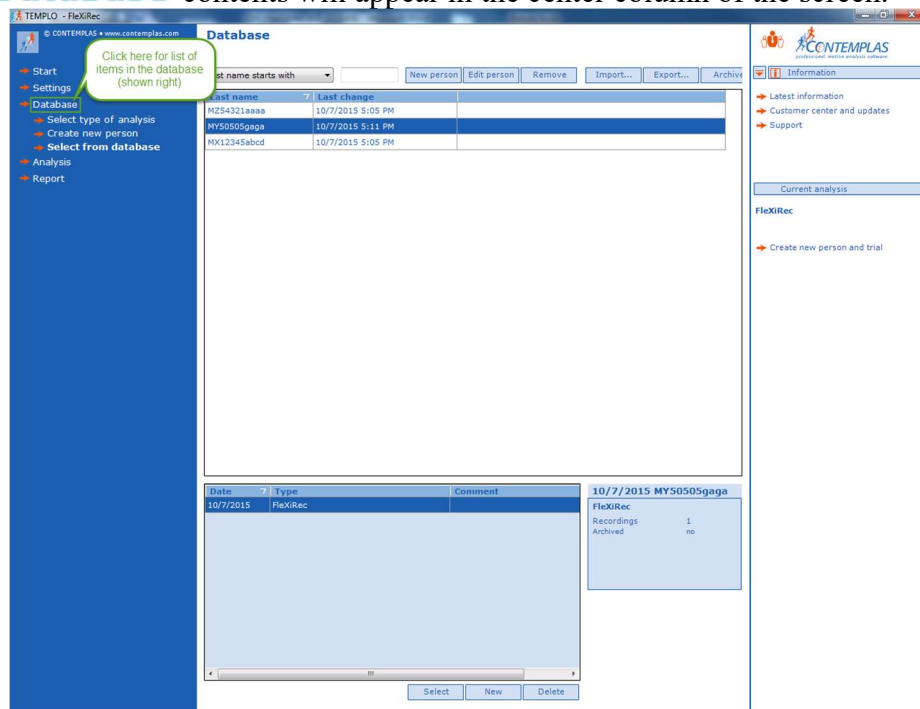 contents will appear in the center column of the screen.
TEMPLO - FleXiRec
© CONTEMPLAS • www.contemplas.com
Click here for list of
items in the database
(shown right)
Start
Settings
Database
Select type of analysis
Create new person
Select from database
Analysis
Report
Database
st name starts with
New person Edit person Remove Import... Export... Archive
Last name Last change
MZ54321aaaa 10/7/2015 5:05 PM
MY50505gaga 10/7/2015 5:11 PM
MX12345abcd 10/7/2015 5:05 PM
Date Type Comment
10/7/2015 FleXiRec
10/7/2015 MY50505gaga
FleXiRec
Recordings 1
Archived no
Select New Delete
CONTEMPLAS
professional motion analysis software
Information
Latest information
Customer center and updates
Support
Current analysis
FleXiRec
Create new person and trial